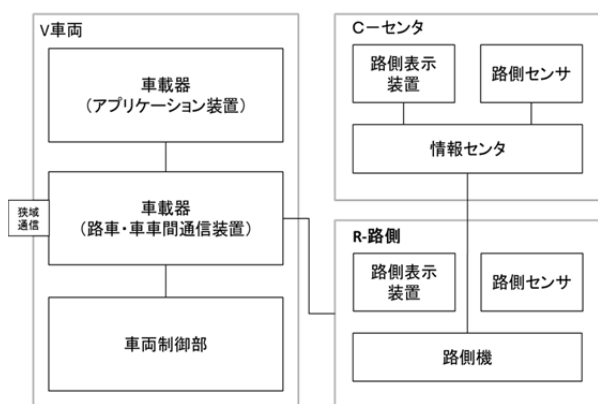 V車両
車載器
（アプリケーション装置）
狭域
通信
車載器
（路車・車車間通信装置）
車両制御部
Cーセンタ
路側表示
装置
路側センサ
情報センタ
R-路側
路側表示
装置
路側センサ
路側機